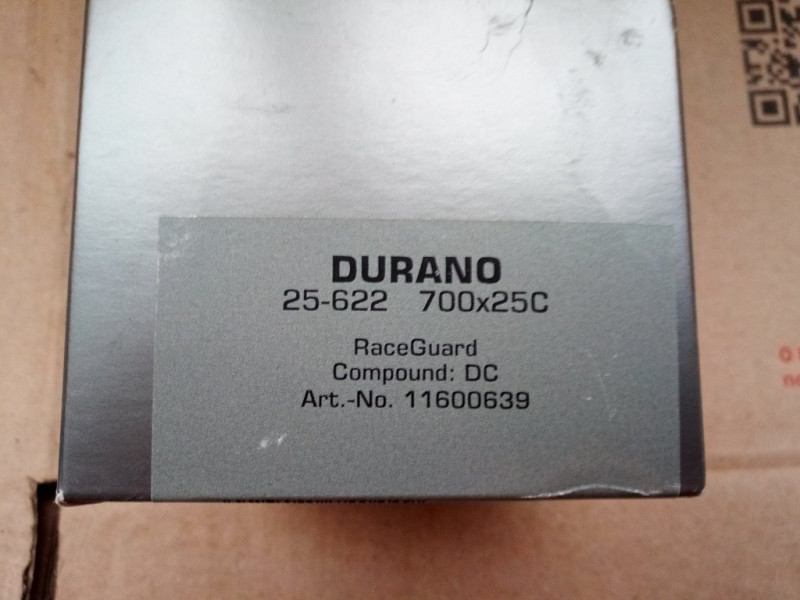 DURANO
25-622 700x25C
RaceGuard
Compound: DC
Art.-No. 11600639